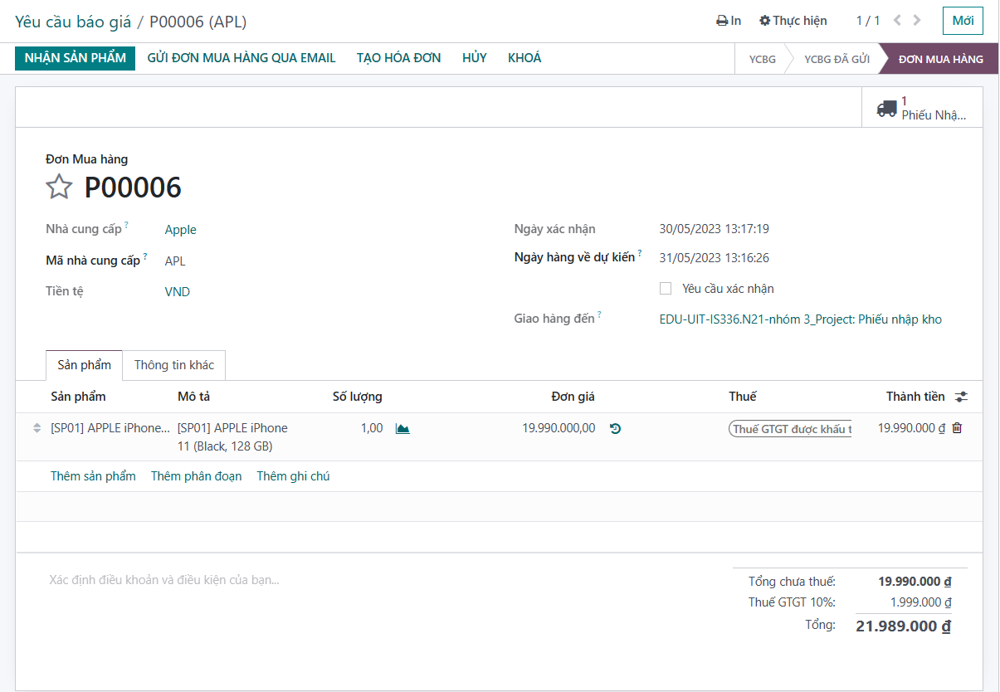 Yêu cầu báo giá / P00006 (APL)
In
Thực hiện
1 / 1
Mới
NHẬN SẢN PHẨM
GỬI ĐƠN MUA HÀNG QUA EMAIL
TẠO HÓA ĐƠN
HỦY
KHOÁ
YCBG
YCBG ĐÃ GỬI
ĐƠN MUA HÀNG
1
Phiếu Nhậ...
Đơn Mua hàng
P00006
Nhà cung cấp ? Apple
Mã nhà cung cấp ? APL
Tiền tệ VND
Ngày xác nhận 30/05/2023 13:17:19
Ngày hàng về dự kiến ? 31/05/2023 13:16:26
Yêu cầu xác nhận
Giao hàng đến ? EDU-UIT-IS336.N21-nhóm 3_Project: Phiếu nhập kho
Sản phẩm
Thông tin khác
Sản phẩm Mô tả Số lượng Đơn giá Thuế Thành tiền
[SP01] APPLE iPhone... [SP01] APPLE iPhone 1,00 19.990.000,00 Thuế GTGT được khấu t 19.990.000 ₫
11 (Black, 128 GB)
Thêm sản phẩm Thêm phân đoạn Thêm ghi chú
Xác định điều khoản và điều kiện của bạn...
Tổng chưa thuế: 19.990.000 ₫
Thuế GTGT 10%: 1.999.000 ₫
Tổng: 21.989.000 ₫